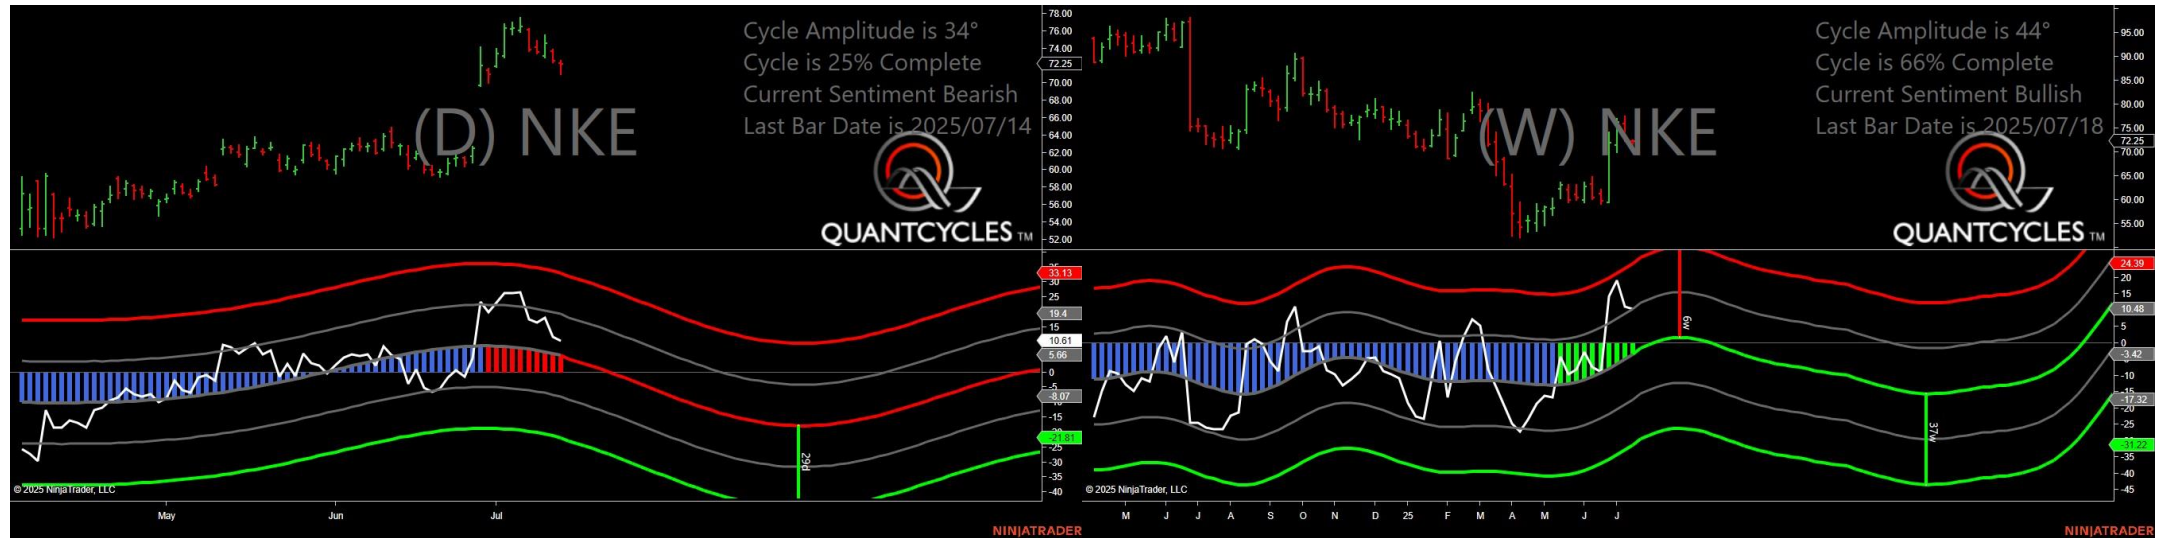 Cycle Amplitude is 34°
Cycle is 25% Complete
Current Sentiment Bearish
Last Bar Date is 2025/07/14
(D) NKE
QUANTCYCLES TM
78.00
76.00
74.00
72.25
70.00
68.00
66.00
64.00
62.00
60.00
58.00
56.00
54.00
52.00
33.13
30
25
19.4
15
10.61
5.66
0
-5
-8.07
-15
-21.81
-25
-30
-35
-40
29d
© 2025 NinjaTrader, LLC
May Jun Jul
NINJATRADER
Cycle Amplitude is 44°
Cycle is 66% Complete
Current Sentiment Bullish
Last Bar Date is 2025/07/18
(W) NKE
QUANTCYCLES TM
95.00
90.00
85.00
80.00
75.00
72.25
70.00
65.00
60.00
55.00
24.39
20
15
10.48
5
0
-3.42
-10
-15
-17.32
-20
-25
-31.22
-35
-40
-45
6w
37w
© 2025 NinjaTrader, LLC
M J J A S O N D 25 F M A M J J
NINJATRADER